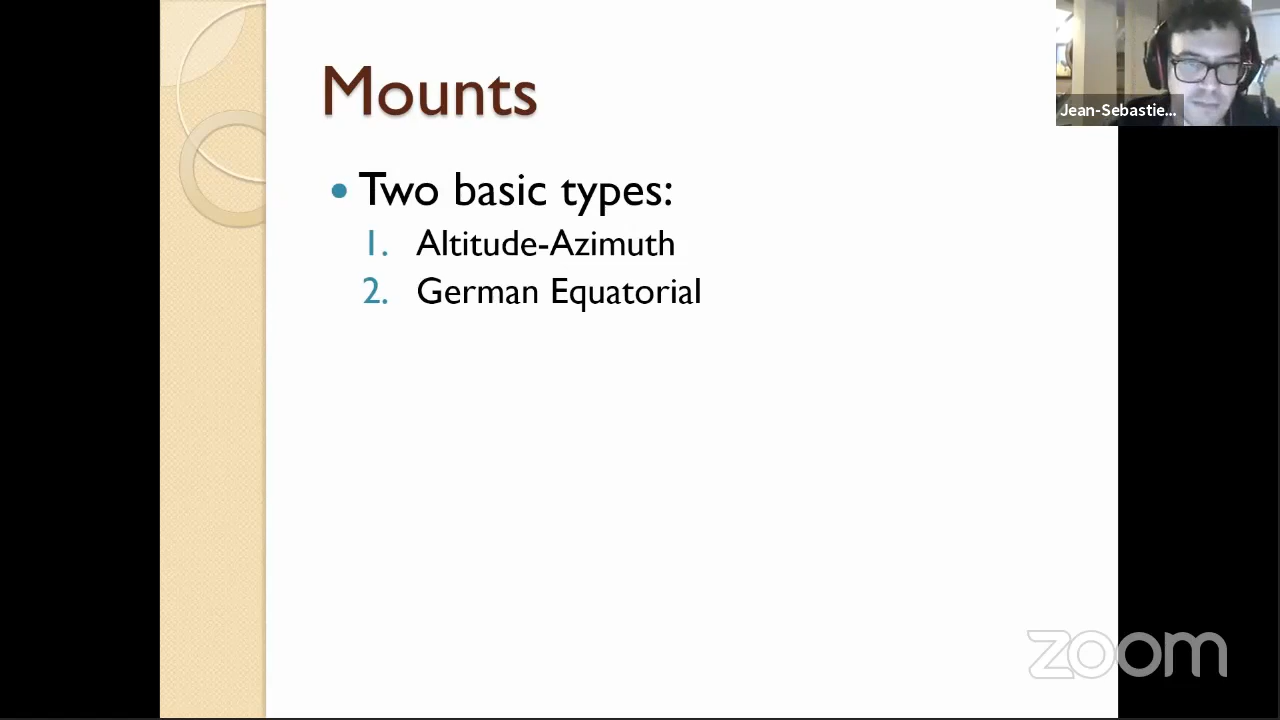 Mounts
Jean-Sebastie...
• Two basic types:
1. Altitude-Azimuth
2. German Equatorial
zoom